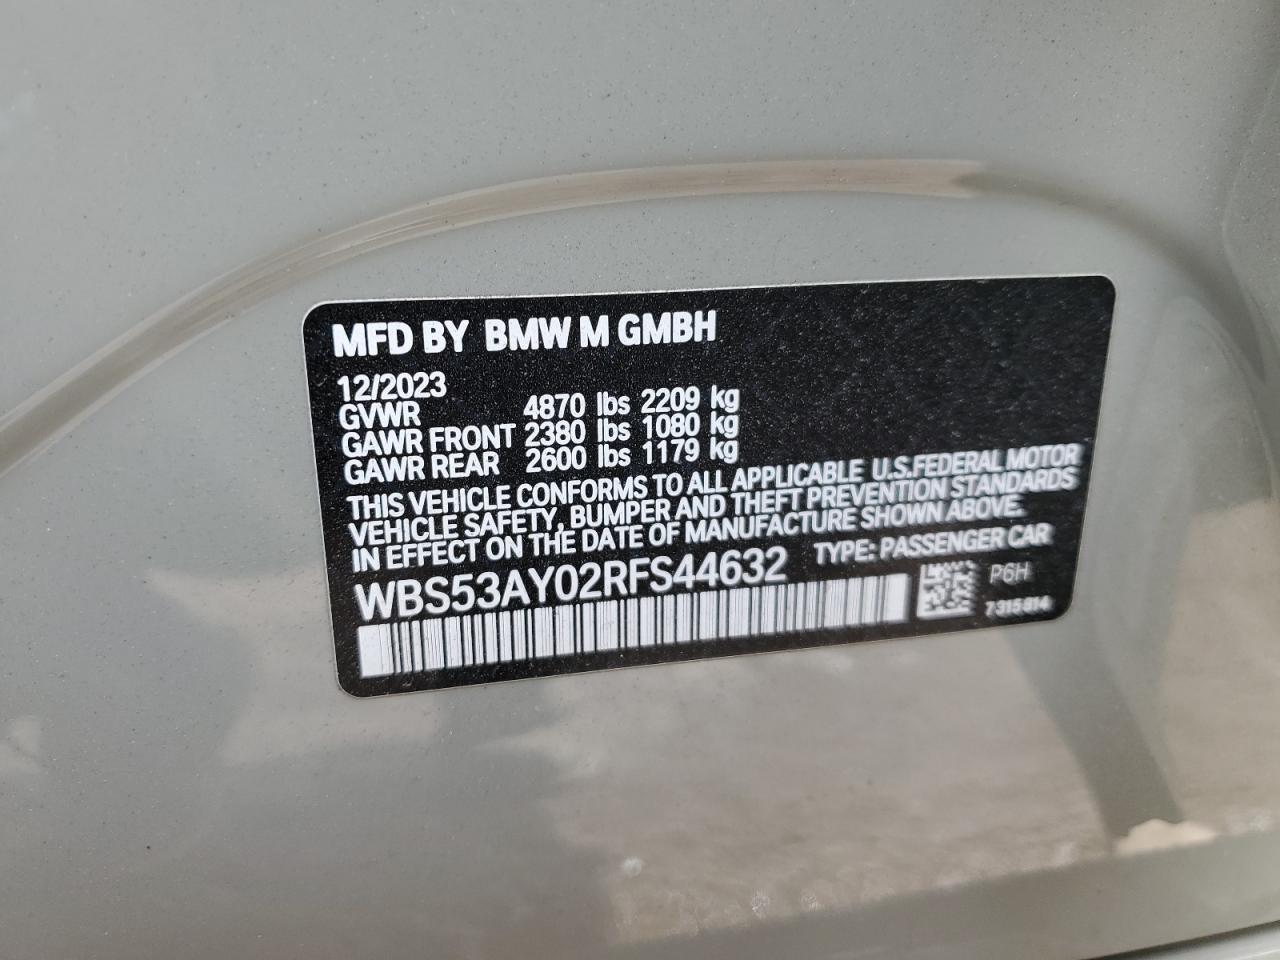 MFD BY BMW M GMBH
12/2023
GVWR 4870 lbs 2209 kg
GAWR FRONT 2380 lbs 1080 kg
GAWR REAR 2600 lbs 1179 kg
THIS VEHICLE CONFORMS TO ALL APPLICABLE U.S.FEDERAL MOTOR
VEHICLE SAFETY, BUMPER AND THEFT PREVENTION STANDARDS
IN EFFECT ON THE DATE OF MANUFACTURE SHOWN ABOVE.
WBS53AY02RFS44632 TYPE: PASSENGER CAR
P6H
7315814